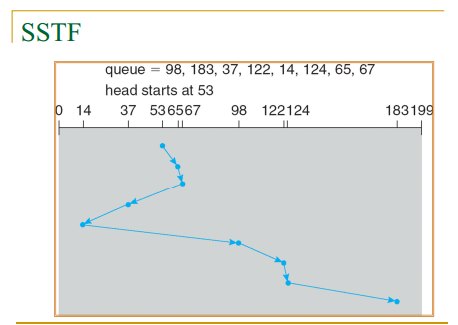 SSTF
queue = 98, 183, 37, 122, 14, 124, 65, 67
head starts at 53
0 14 37 536567 98 122124 183199